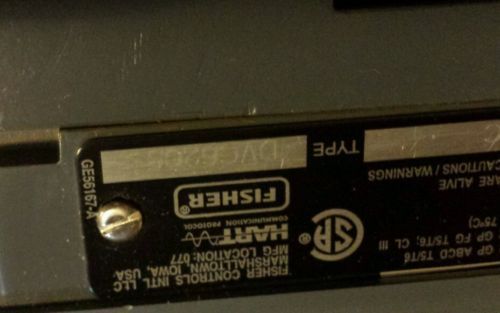 ARE ALIVE
CAUTIONS / WARNINGS
TYPE
GP ABCD T5/T6
GP FG T5/T6; CL III
75°C)
SP®
FISHER®
HART
COMMUNICATION PROTOCOL
FISHER CONTROLS INTL LLC
MARSHALLTOWN, IOWA, USA
MFG LOCATION: 077
GE56167-A